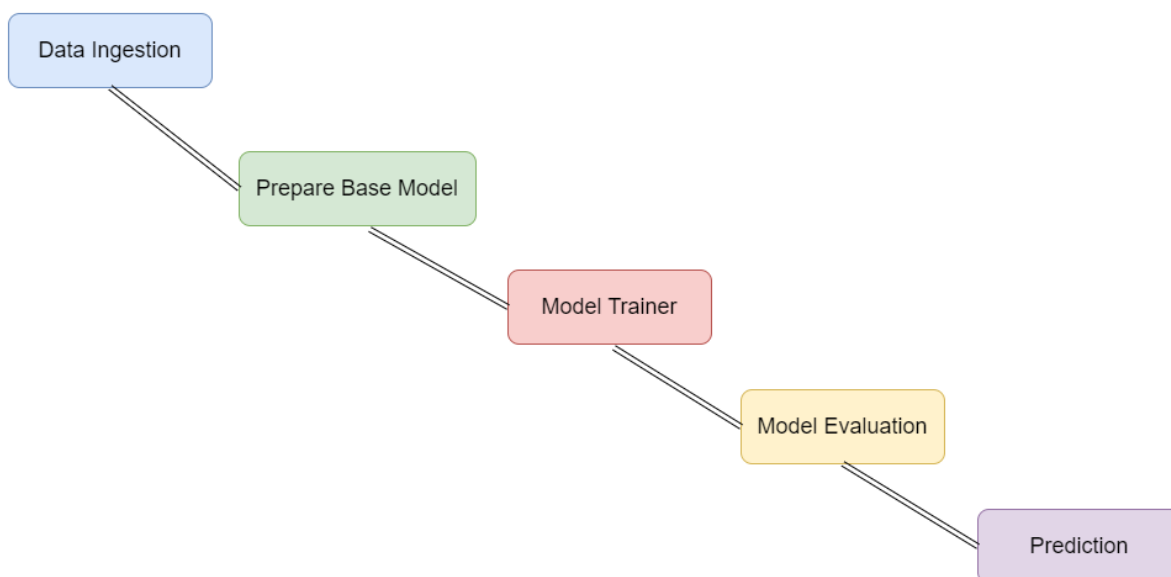 Data Ingestion
Prepare Base Model
Model Trainer
Model Evaluation
Prediction